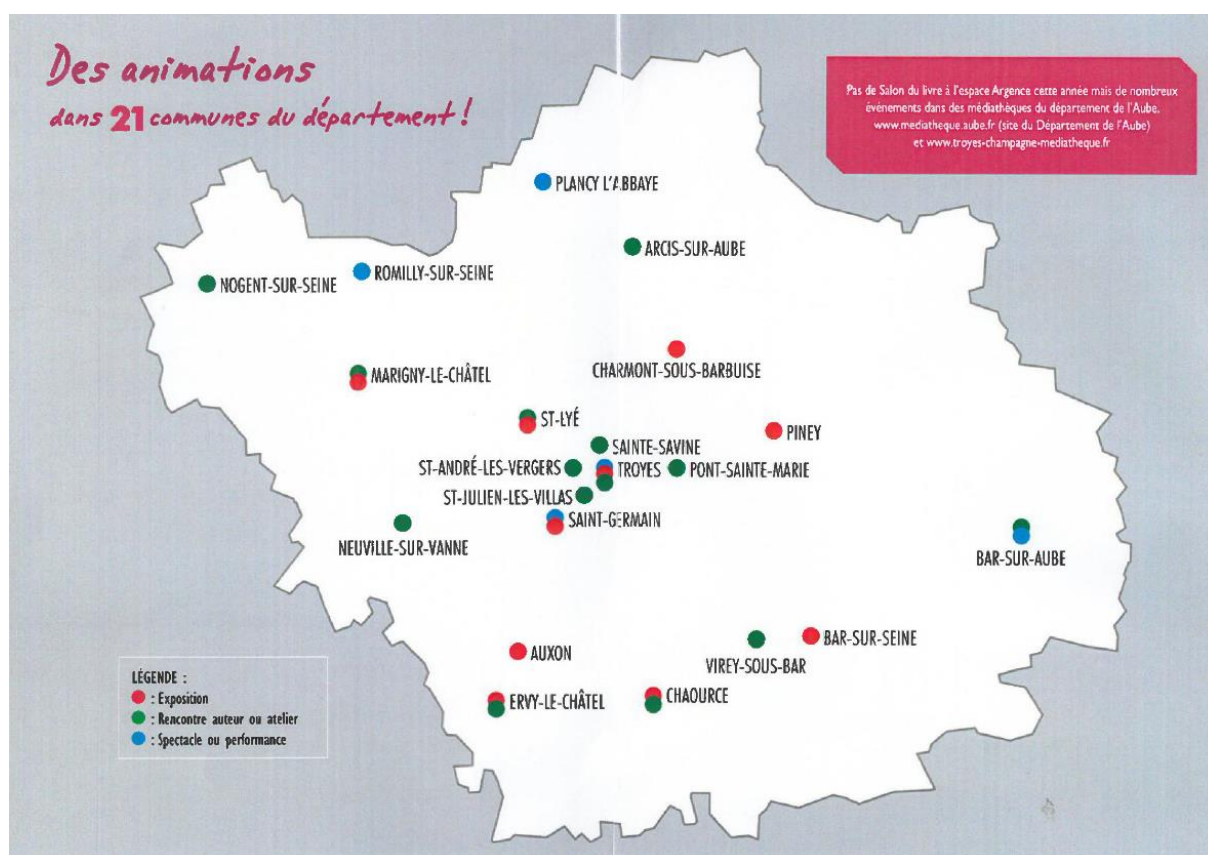 Des animations
dans 21 communes du département !
Pas de Salon du livre à l'espace Argence cette année mais de nombreux
événements dans des médiathèques du département de l'Aube.
www.mediatheque.aube.fr (site du Département de l'Aube)
et www.troyes-champagne-mediatheque.fr
PLANCY L'ABBAYE
ARCIS-SUR-AUBE
ROMILLY-SUR-SEINE
NOGENT-SUR-SEINE
CHARMONT-SOUS-BARBUISE
MARIGNY-LE-CHÂTEL
ST-LYÉ
PINEY
SAINTE-SAVINE
ST-ANDRÉ-LES-VERGERS
TROYES
PONT-SAINTE-MARIE
ST-JULIEN-LES-VILLAS
SAINT-GERMAIN
NEUVILLE-SUR-VANNE
BAR-SUR-AUBE
BAR-SUR-SEINE
VIREY-SOUS-BAR
AUXON
ERVY-LE-CHÂTEL
CHAOURCE
LÉGENDE :
: Exposition
: Rencontre auteur ou atelier
: Spectacle ou performance